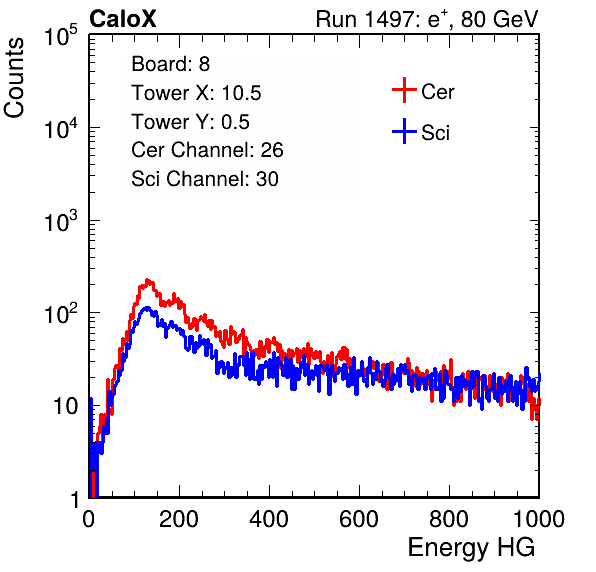 CaloX
Run 1497: e⁺, 80 GeV
Counts
10⁵
10⁴
10³
10²
10
1
Board: 8
Tower X: 10.5
Tower Y: 0.5
Cer Channel: 26
Sci Channel: 30
Cer
Sci
0 200 400 600 800 1000
Energy HG